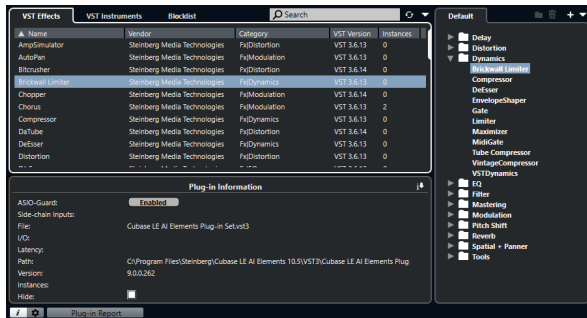 VST Effects VST Instruments Blocklist Search
Name Vendor Category VST Version Instances
AmpSimulator Steinberg Media Technologies Fx|Distortion VST 3.6.13 0
AutoPan Steinberg Media Technologies Fx|Modulation VST 3.6.13 0
Bitcrusher Steinberg Media Technologies Fx|Distortion VST 3.6.14 0
Brickwall Limiter Steinberg Media Technologies Fx|Dynamics VST 3.6.13 0
Chopper Steinberg Media Technologies Fx|Modulation VST 3.6.14 0
Chorus Steinberg Media Technologies Fx|Modulation VST 3.6.13 2
Compressor Steinberg Media Technologies Fx|Dynamics VST 3.6.13 0
DaTube Steinberg Media Technologies Fx|Distortion VST 3.6.14 0
DeEsser Steinberg Media Technologies Fx|Dynamics VST 3.6.13 0
Distortion Steinberg Media Technologies Fx|Distortion VST 3.6.13 0
Plug-in Information
ASIO-Guard: Enabled
Side-chain Inputs:
File: Cubase LE AI Elements Plug-in Set.vst3
I/O:
Latency:
Path: C:\Program Files\Steinberg\Cubase LE AI Elements 10.5\VST3\Cubase LE AI Elements Plug
Version: 9.0.0.262
Instances:
Hide:
i Plug-in Report
Default
Delay
Distortion
Dynamics
Brickwall Limiter
Compressor
DeEsser
EnvelopeShaper
Gate
Limiter
Maximizer
MidiGate
Tube Compressor
VintageCompressor
VSTDynamics
EQ
Filter
Mastering
Modulation
Pitch Shift
Reverb
Spatial + Panner
Tools